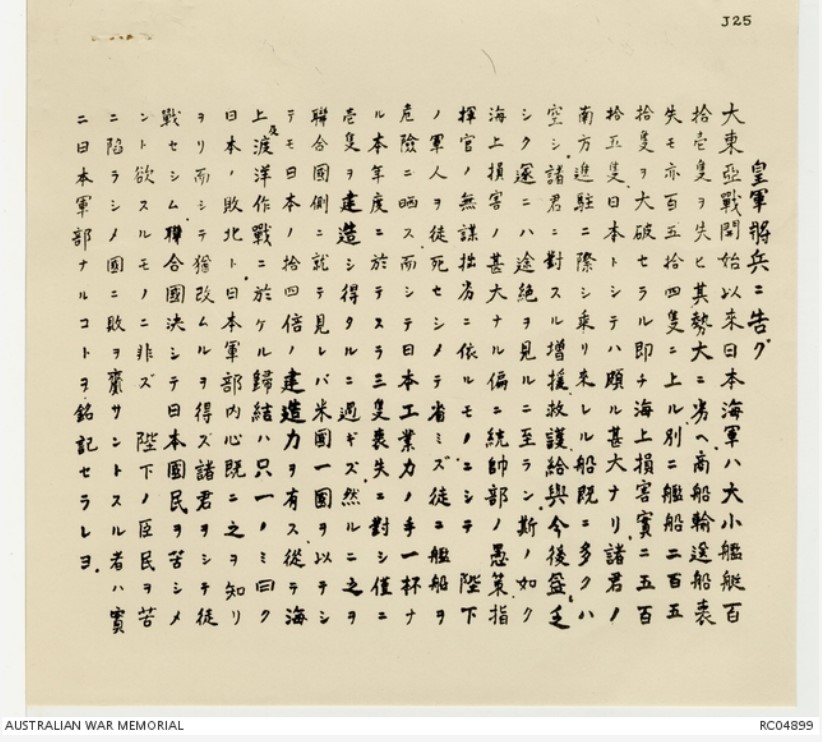 J25
皇軍將兵ニ告グ
大東亞戰開始以來日本海軍ハ大小艦艇百
拾壱隻ヲ失ヒ其勢大ニ劣ヘ商船輸送船喪
失モ亦百五拾四隻ニ上ル別ニ艦船二百五
拾隻ヲ大破セラル即チ海上損害實ニ五百
拾五隻日本トシテハ頗ル甚大ナリ諸君ノ
南方進駐ニ際シ乗リ來レル船既ニ多クハ
空シ諸君ニ對スル増援救護給與今後益〻乏
シク遂ニハ途絶ヲ見ルニ至ラン斯ノ如ク
海上損害ノ甚大ナル偏ニ統帥部ノ愚策指
揮官ノ無謀拙劣ニ依ルモノニシテ 陛下
ノ軍人ヲ徒死セシメテ省ミズ徒ニ艦船ヲ
危險ニ晒ス而シテ日本工業力ノ手一杯ナ
ル本年度ニ於テスラ三隻喪失ニ對シ僅ニ
壱隻ヲ建造シ得タルニ過ギズ然ルニ之ヲ
聯合國側ニ就テ見レバ米國一國ヲ以テシ
テモ日本ノ拾四倍ノ建造力ヲ有ス從テ海
上及渡洋作戰ニ於ケル歸結ハ只一ノミ曰ク
日本ノ敗北ト日本軍部内心既ニ之ヲ知リ
ヲリ而シテ猶改ムルヲ得ズ諸君ヲシテ徒
戰セシム聯合國決シテ日本國民ヲ苦シメ
ント欲スルモノニ非ズ 陛下ノ臣民ヲ苦
ニ陷ラシメ國ニ敗ヲ齎サントスル者ハ實
ニ日本軍部ナルコトヲ銘記セラレヨ.
AUSTRALIAN WAR MEMORIAL
RC04899